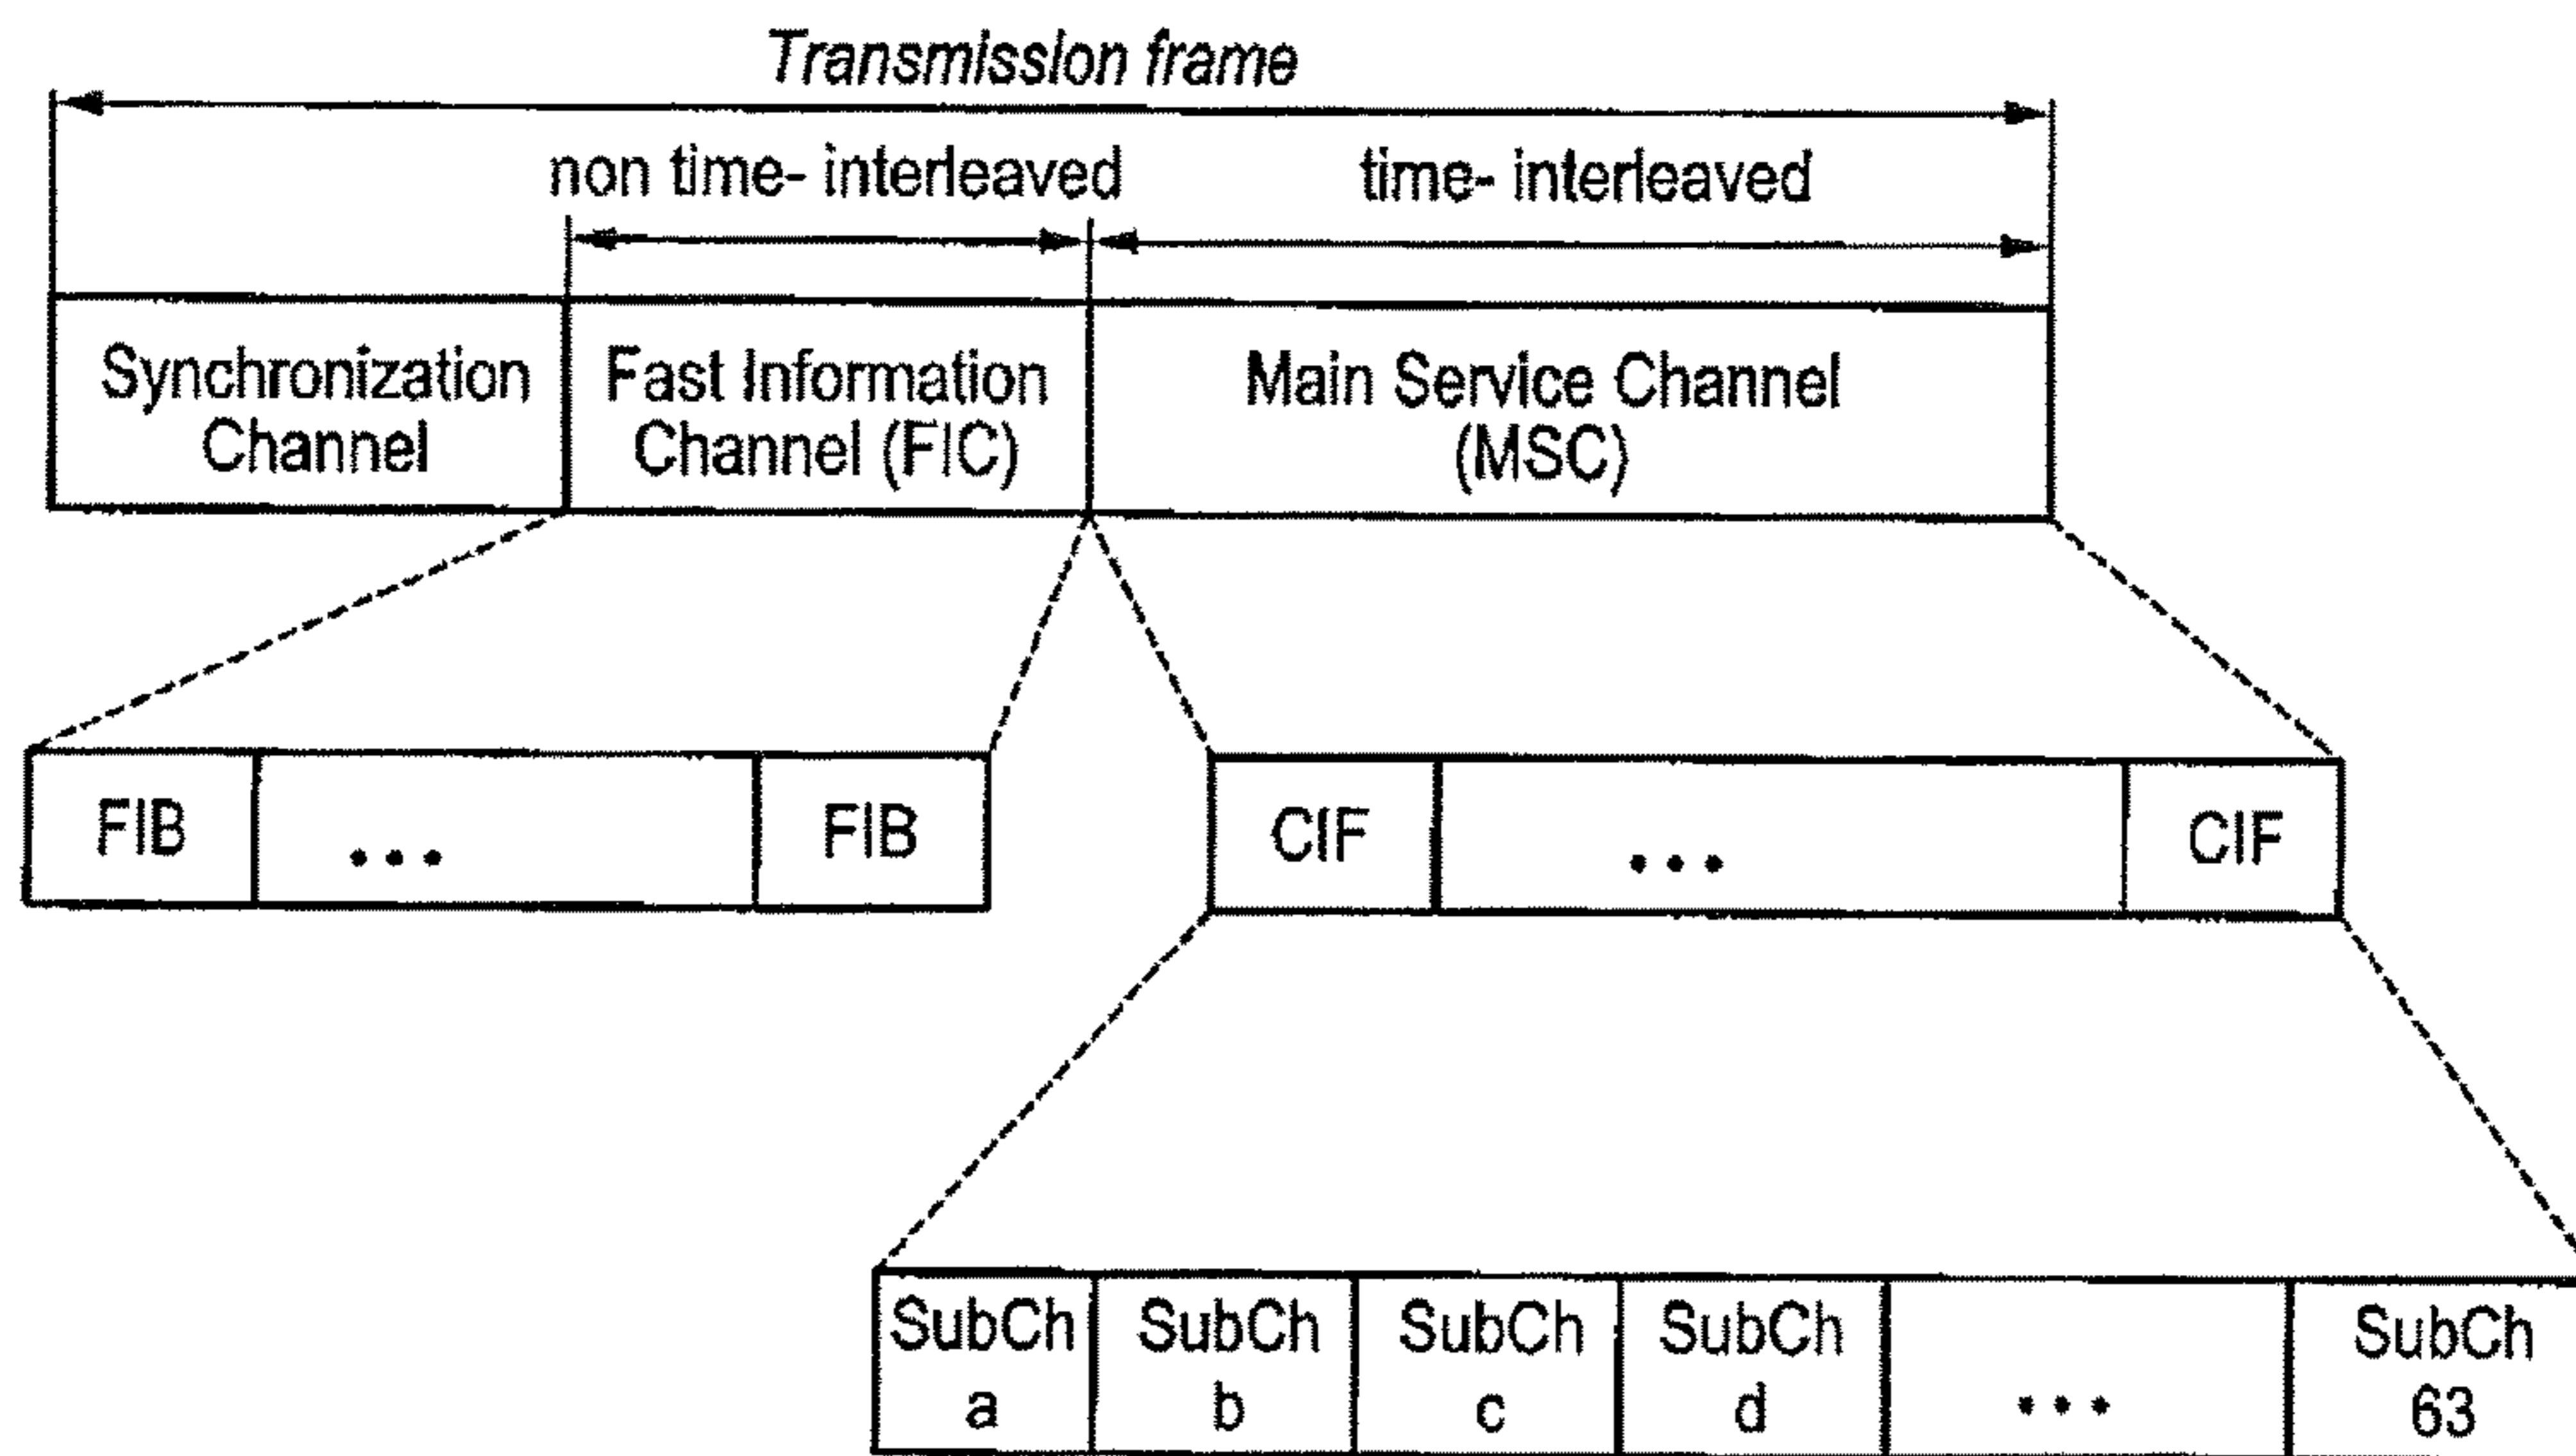 Transmission frame
non time- interleaved
time- interleaved
Synchronization
Channel
Fast Information
Channel (FIC)
Main Service Channel
(MSC)
FIB
...
FIB
CIF
...
CIF
SubCh
a
SubCh
b
SubCh
c
SubCh
d
...
SubCh
63